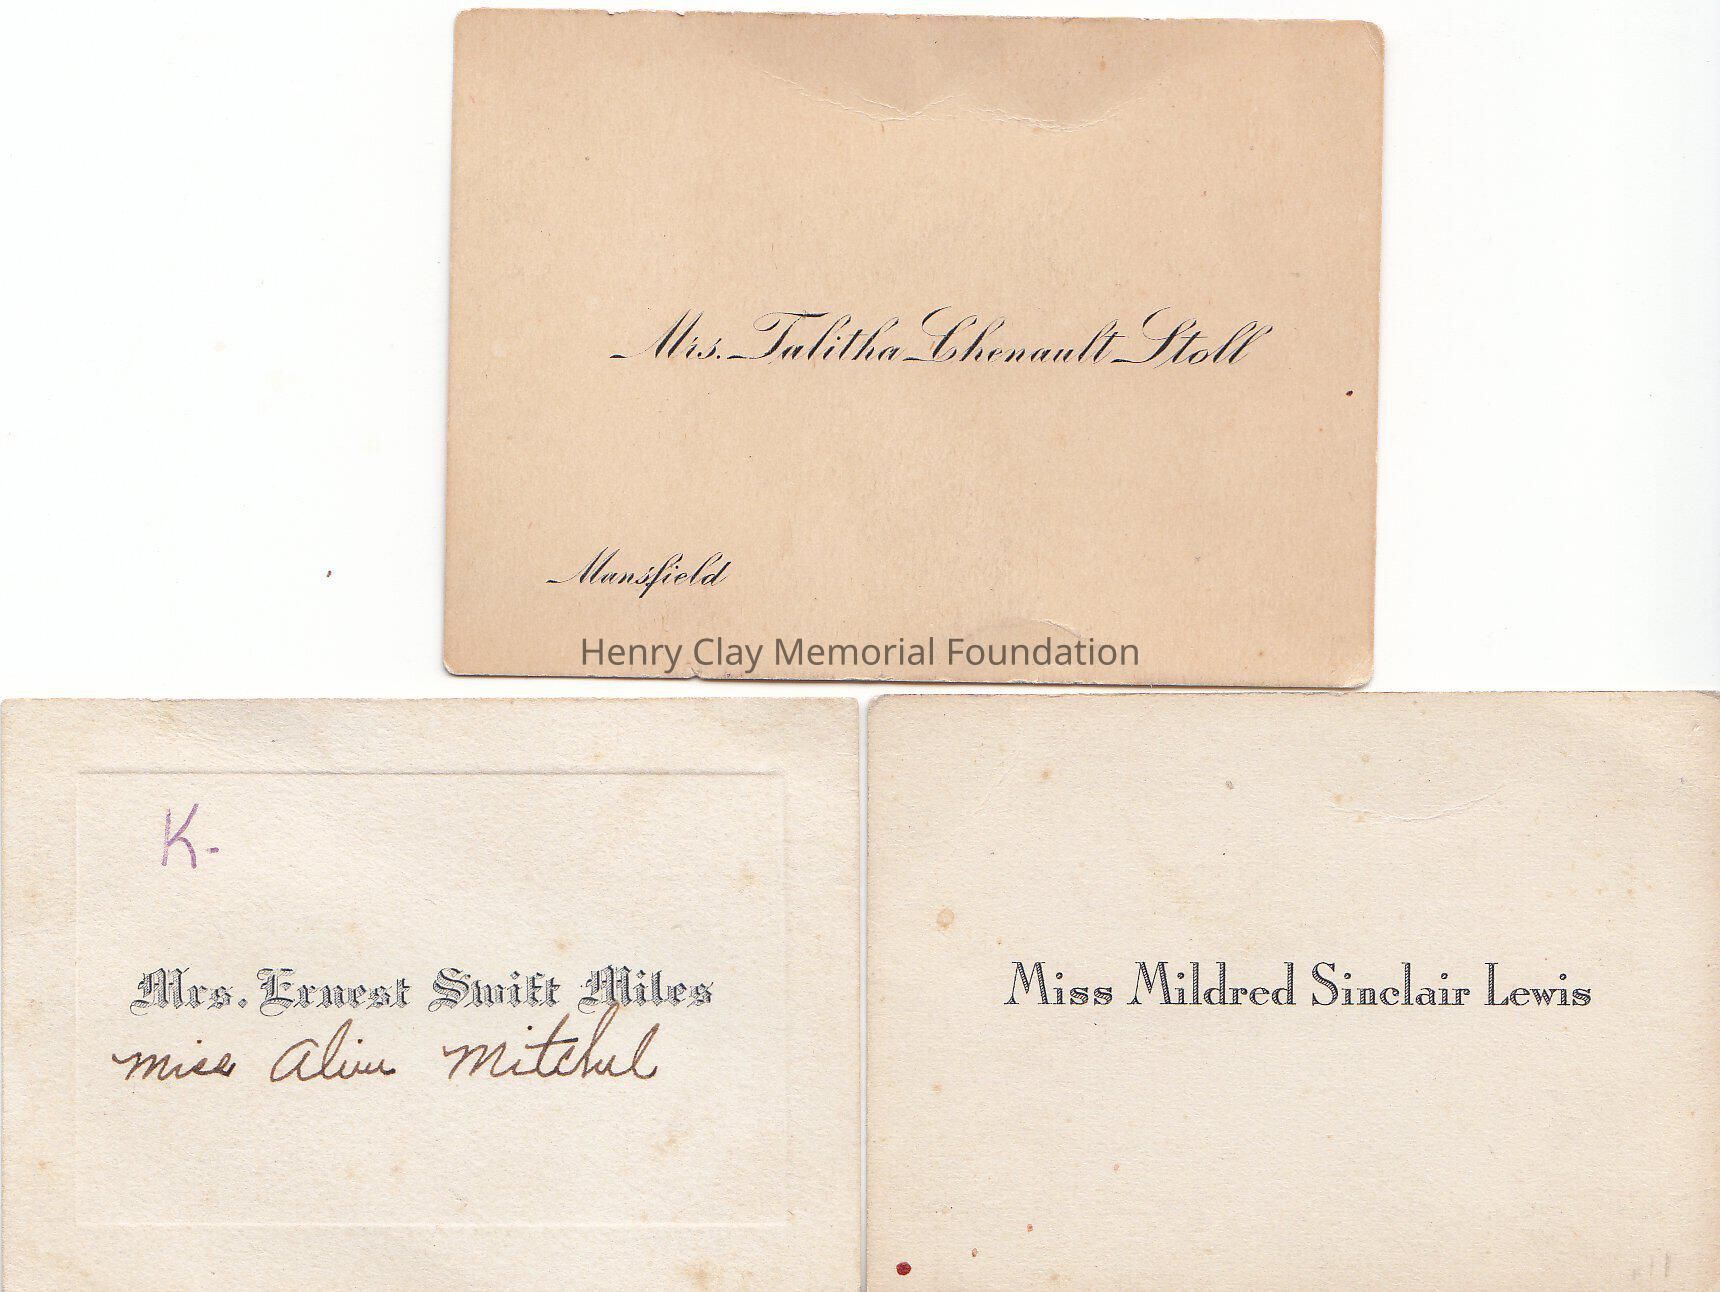 Mrs. Talitha Chenault Stoll
Mansfield
Henry Clay Memorial Foundation
K-
Mrs. Ernest Swift Miles
Miss Mitchel
Miss Mildred Sinclair Lewis